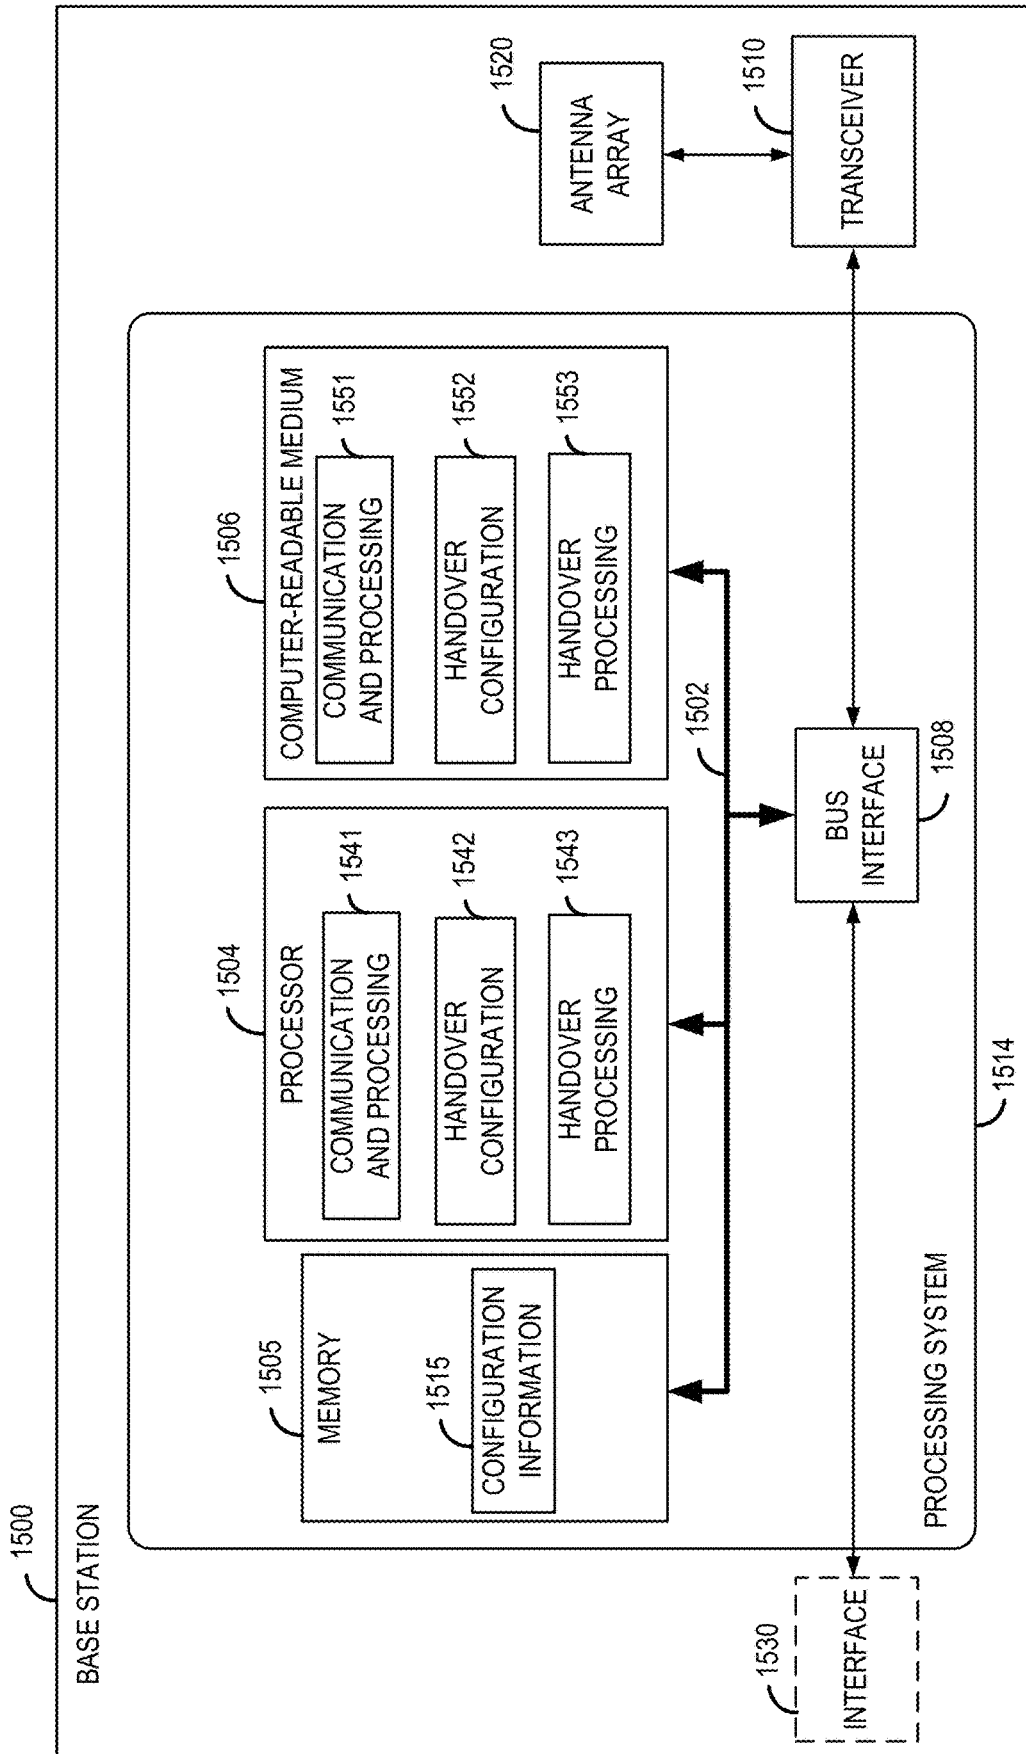 1500
BASE STATION
1505
MEMORY
1515
CONFIGURATION
INFORMATION
1504
PROCESSOR
1541
COMMUNICATION
AND PROCESSING
1542
HANDOVER
CONFIGURATION
1543
HANDOVER
PROCESSING
1506
COMPUTER-READABLE MEDIUM
1551
COMMUNICATION
AND PROCESSING
1552
HANDOVER
CONFIGURATION
1553
HANDOVER
PROCESSING
1502
1520
ANTENNA
ARRAY
1530
INTERFACE
BUS
INTERFACE
1508
1510
TRANSCEIVER
PROCESSING SYSTEM
1514